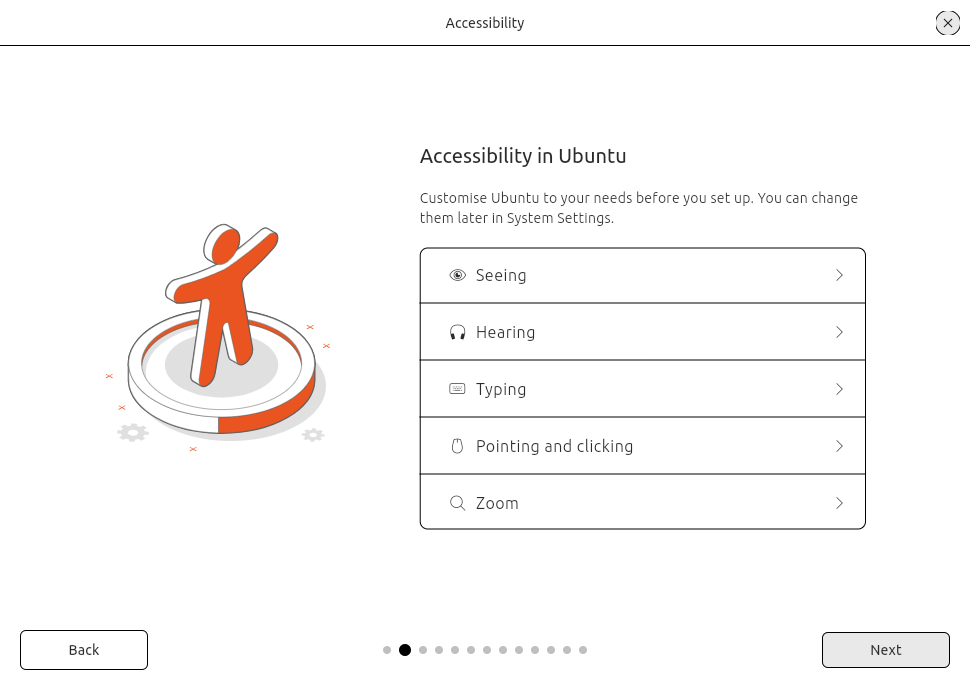 Accessibility
Accessibility in Ubuntu
Customise Ubuntu to your needs before you set up. You can change
them later in System Settings.
Seeing
Hearing
Typing
Pointing and clicking
Zoom
Back
Next